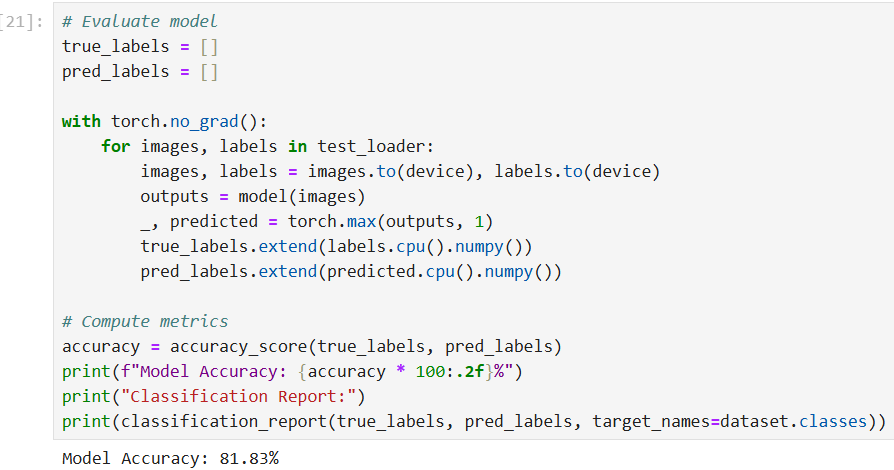 [21]:
# Evaluate model
true_labels = []
pred_labels = []
with torch.no_grad():
    for images, labels in test_loader:
        images, labels = images.to(device), labels.to(device)
        outputs = model(images)
        _, predicted = torch.max(outputs, 1)
        true_labels.extend(labels.cpu().numpy())
        pred_labels.extend(predicted.cpu().numpy())
# Compute metrics
accuracy = accuracy_score(true_labels, pred_labels)
print(f"Model Accuracy: {accuracy * 100:.2f}%")
print("Classification Report:")
print(classification_report(true_labels, pred_labels, target_names=dataset.classes))
Model Accuracy: 81.83%